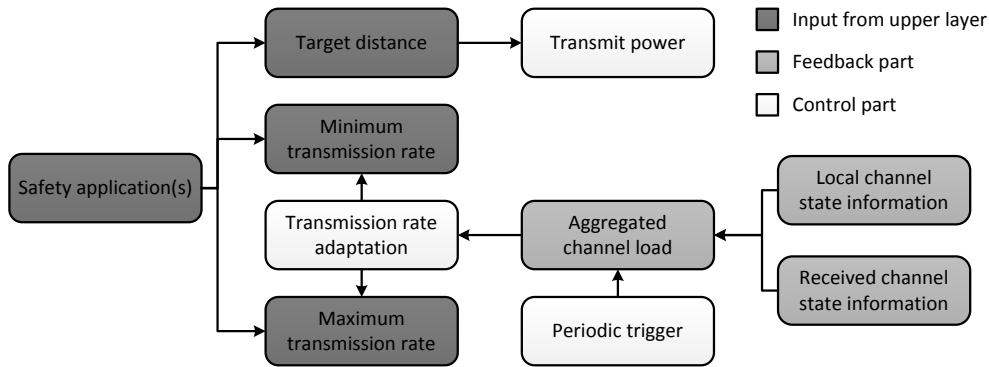 Target distance
Transmit power
Input from upper layer
Feedback part
Control part
Minimum
transmission rate
Safety application(s)
Transmission rate
adaptation
Aggregated
channel load
Local channel
state information
Received channel
state information
Maximum
transmission rate
Periodic trigger